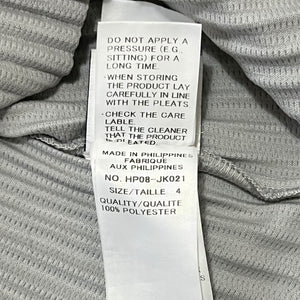 DO NOT APPLY A
PRESSURE (E.G.
SITTING) FOR A
LONG TIME.
・WHEN STORING
THE PRODUCT LAY
CAREFULLY IN LINE
WITH THE PLEATS
・CHECK THE CARE
LABLE.
TELL THE CLEANER
THAT THE PRODUCT
IS PLEATED.
MADE IN PHILIPPINES
FABRIQUE
AUX PHILIPPINES
NO. HP08-JK021
SIZE/TAILLE 4
QUALITY/QUALITE
100% POLYESTER